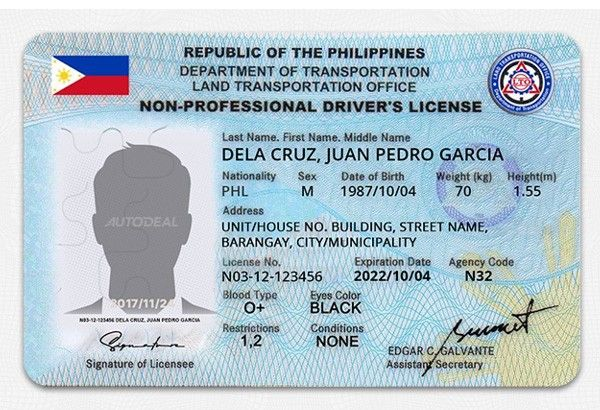 REPUBLIC OF THE PHILIPPINES
DEPARTMENT OF TRANSPORTATION
LAND TRANSPORTATION OFFICE
NON-PROFESSIONAL DRIVER'S LICENSE
Last Name. First Name. Middle Name
DELA CRUZ, JUAN PEDRO GARCIA
Nationality Sex Date of Birth Weight (kg) Height(m)
PHL M 1987/10/04 70 1.55
Address
UNIT/HOUSE NO. BUILDING, STREET NAME,
BARANGAY, CITY/MUNICIPALITY
License No. Expiration Date Agency Code
N03-12-123456 2022/10/04 N32
Blood Type Eyes Color
O+ BLACK
Restrictions Conditions
1,2 NONE
AUTODEAL
2017/11/24
N03-12-123456 DELA CRUZ, JUAN PEDRO GARCIA
Signature of Licensee
EDGAR C. GALVANTE
Assistant Secretary
LTO